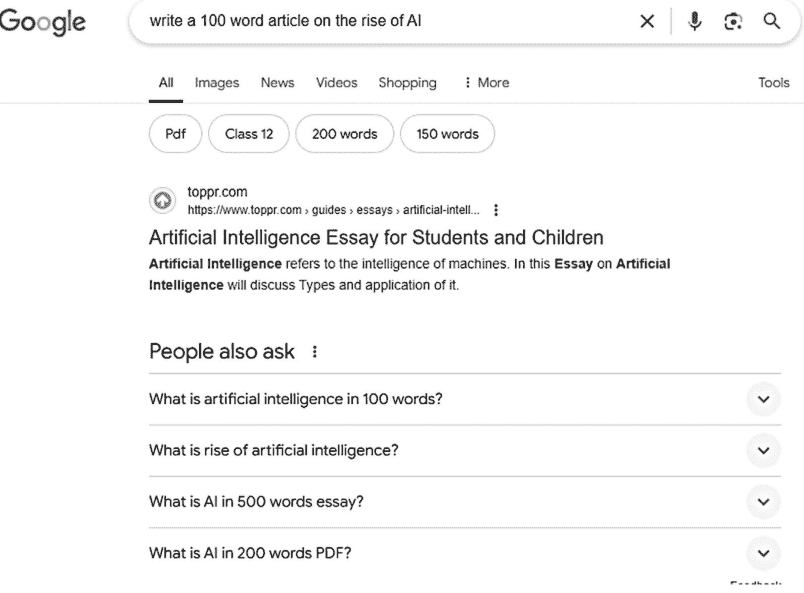 Google
write a 100 word article on the rise of AI
All Images News Videos Shopping More Tools
Pdf Class 12 200 words 150 words
toppr.com
https://www.toppr.com › guides › essays › artificial-intell...
Artificial Intelligence Essay for Students and Children
Artificial Intelligence refers to the intelligence of machines. In this Essay on Artificial
Intelligence will discuss Types and application of it.
People also ask
What is artificial intelligence in 100 words?
What is rise of artificial intelligence?
What is AI in 500 words essay?
What is AI in 200 words PDF?